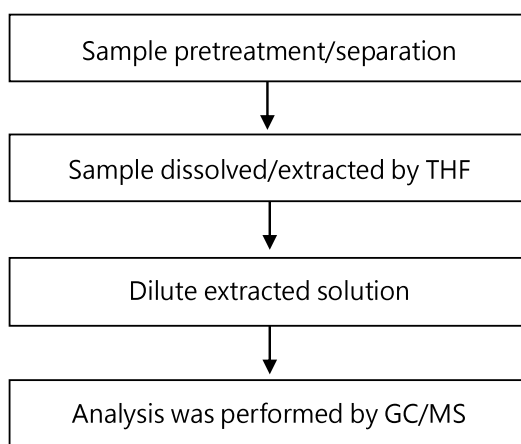 Sample pretreatment/separation
Sample dissolved/extracted by THF
Dilute extracted solution
Analysis was performed by GC/MS